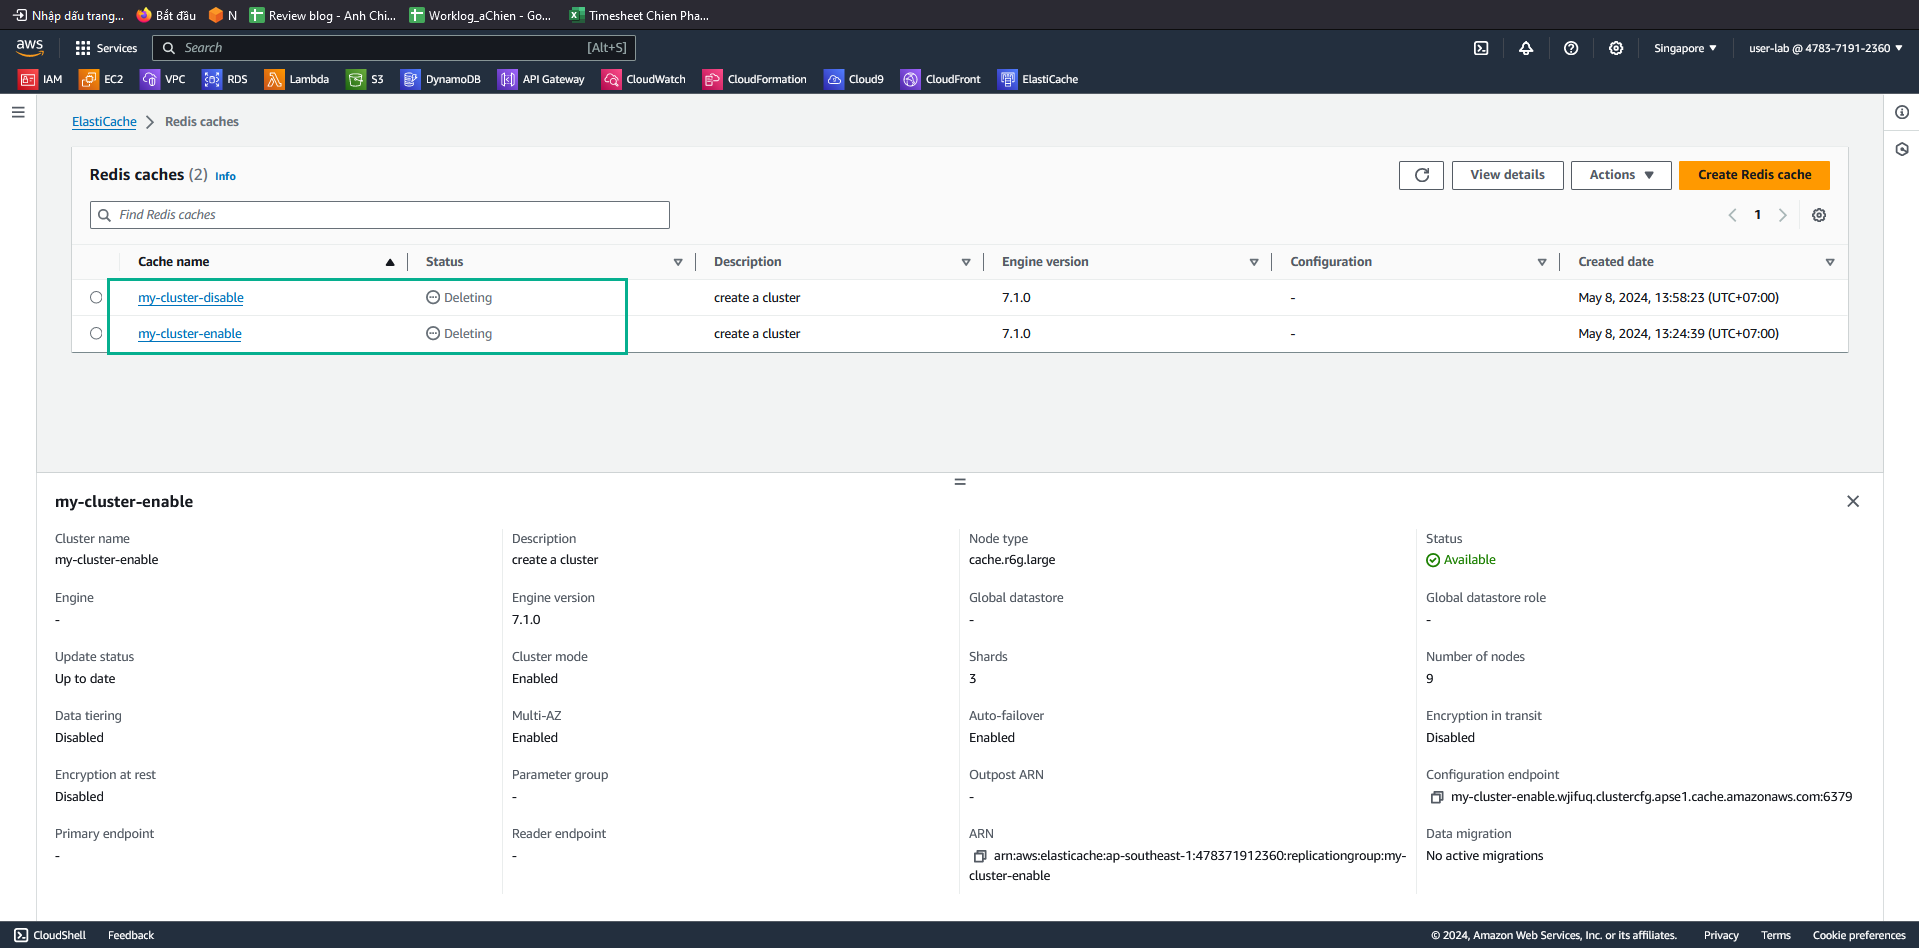 Nhập dấu trang... Bắt đầu N Review blog - Anh Chi... Worklog_aChien - Go... Timesheet Chien Pha...
aws Services Search [Alt+S] Singapore user-lab @ 4783-7191-2360
IAM EC2 VPC RDS Lambda S3 DynamoDB API Gateway CloudWatch CloudFormation Cloud9 CloudFront ElastiCache
ElastiCache Redis caches
Redis caches (2) Info View details Actions Create Redis cache
Find Redis caches 1
Cache name Status Description Engine version Configuration Created date
my-cluster-disable Deleting create a cluster 7.1.0 - May 8, 2024, 13:58:23 (UTC+07:00)
my-cluster-enable Deleting create a cluster 7.1.0 - May 8, 2024, 13:24:39 (UTC+07:00)
my-cluster-enable
Cluster name Description Node type Status
my-cluster-enable create a cluster cache.r6g.large Available
Engine Engine version Global datastore Global datastore role
- 7.1.0 - -
Update status Cluster mode Shards Number of nodes
Up to date Enabled 3 9
Data tiering Multi-AZ Auto-failover Encryption in transit
Disabled Enabled Enabled Disabled
Encryption at rest Parameter group Outpost ARN Configuration endpoint
Disabled - - my-cluster-enable.wjifuq.clustercfg.apse1.cache.amazonaws.com:6379
Primary endpoint Reader endpoint ARN Data migration
- - arn:aws:elasticache:ap-southeast-1:478371912360:replicationgroup:my- No active migrations
cluster-enable
CloudShell Feedback © 2024, Amazon Web Services, Inc. or its affiliates. Privacy Terms Cookie preferences